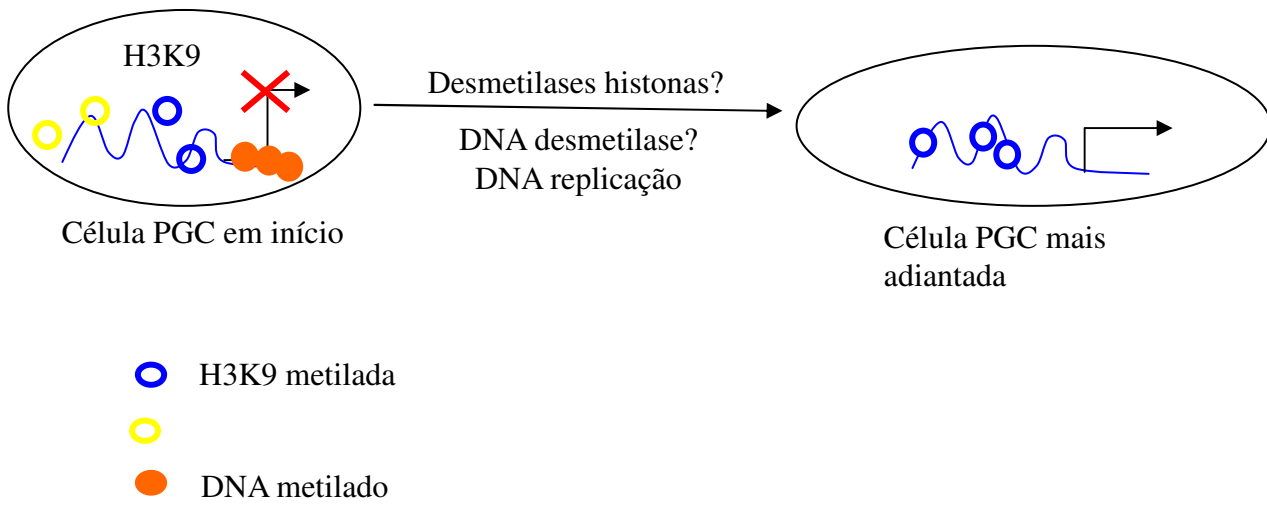 H3K9
Desmetilases histonas?
DNA desmetilase?
DNA replicação
Célula PGC em início
Célula PGC mais
adiantada
H3K9 metilada
DNA metilado